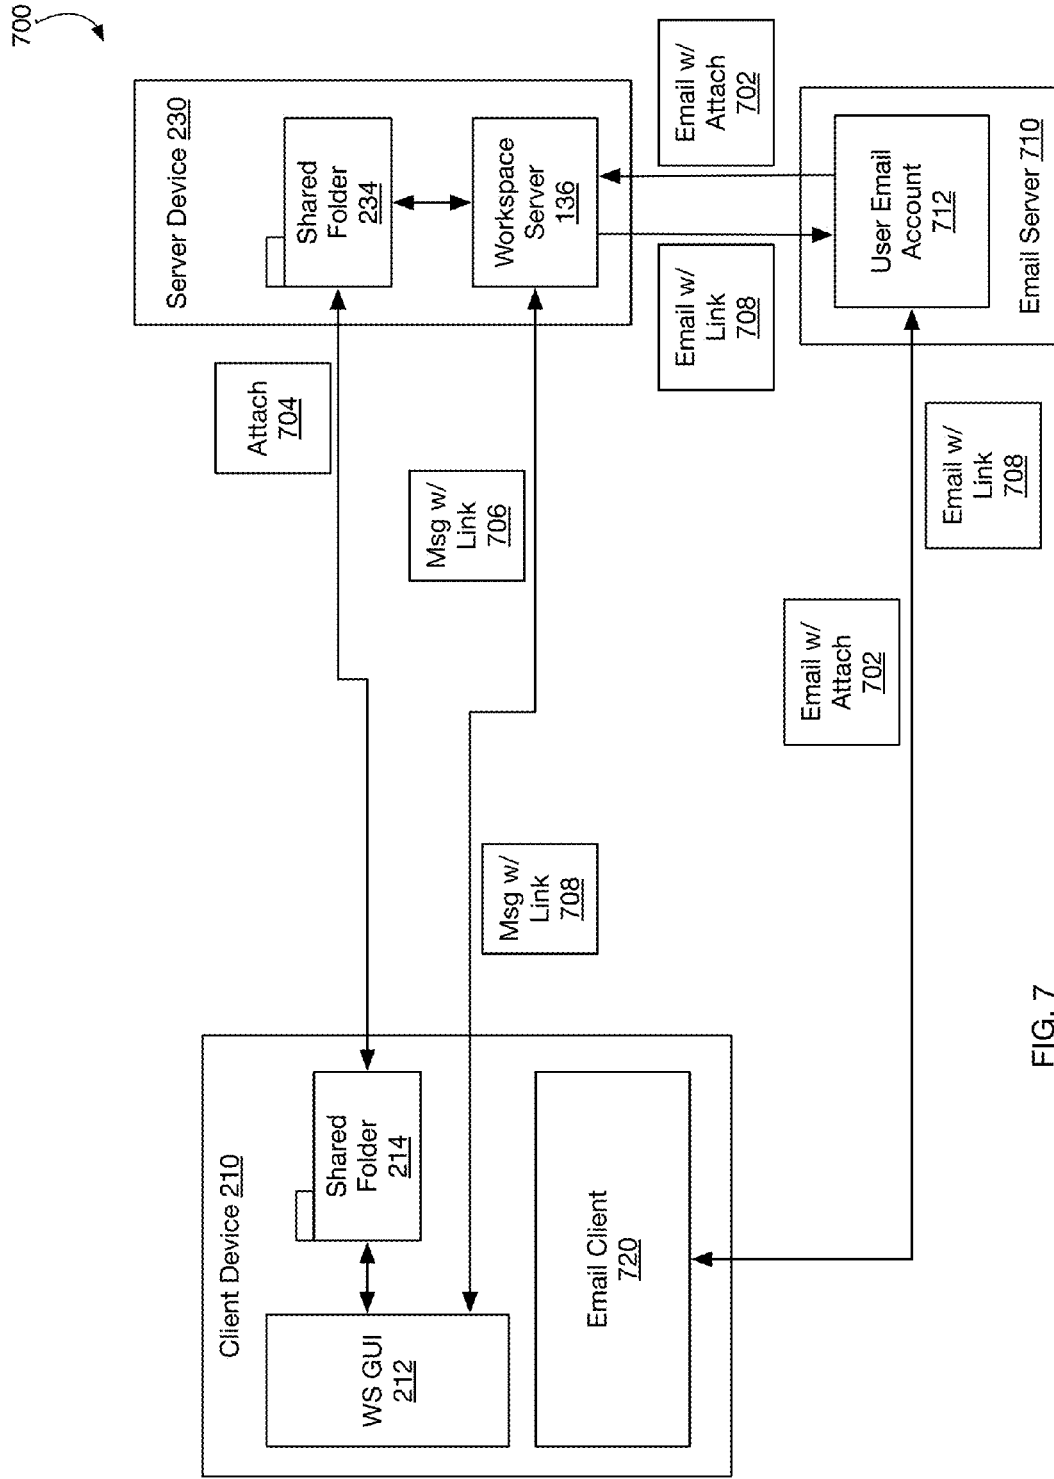 700
Client Device 210
WS GUI
212
Shared
Folder
214
Email Client
720
Attach
704
Msg w/
Link
706
Msg w/
Link
708
Server Device 230
Shared
Folder
234
Workspace
Server
136
Email w/
Attach
702
Email w/
Link
708
Email w/
Attach
702
Email w/
Link
708
User Email
Account
712
Email Server 710
FIG. 7